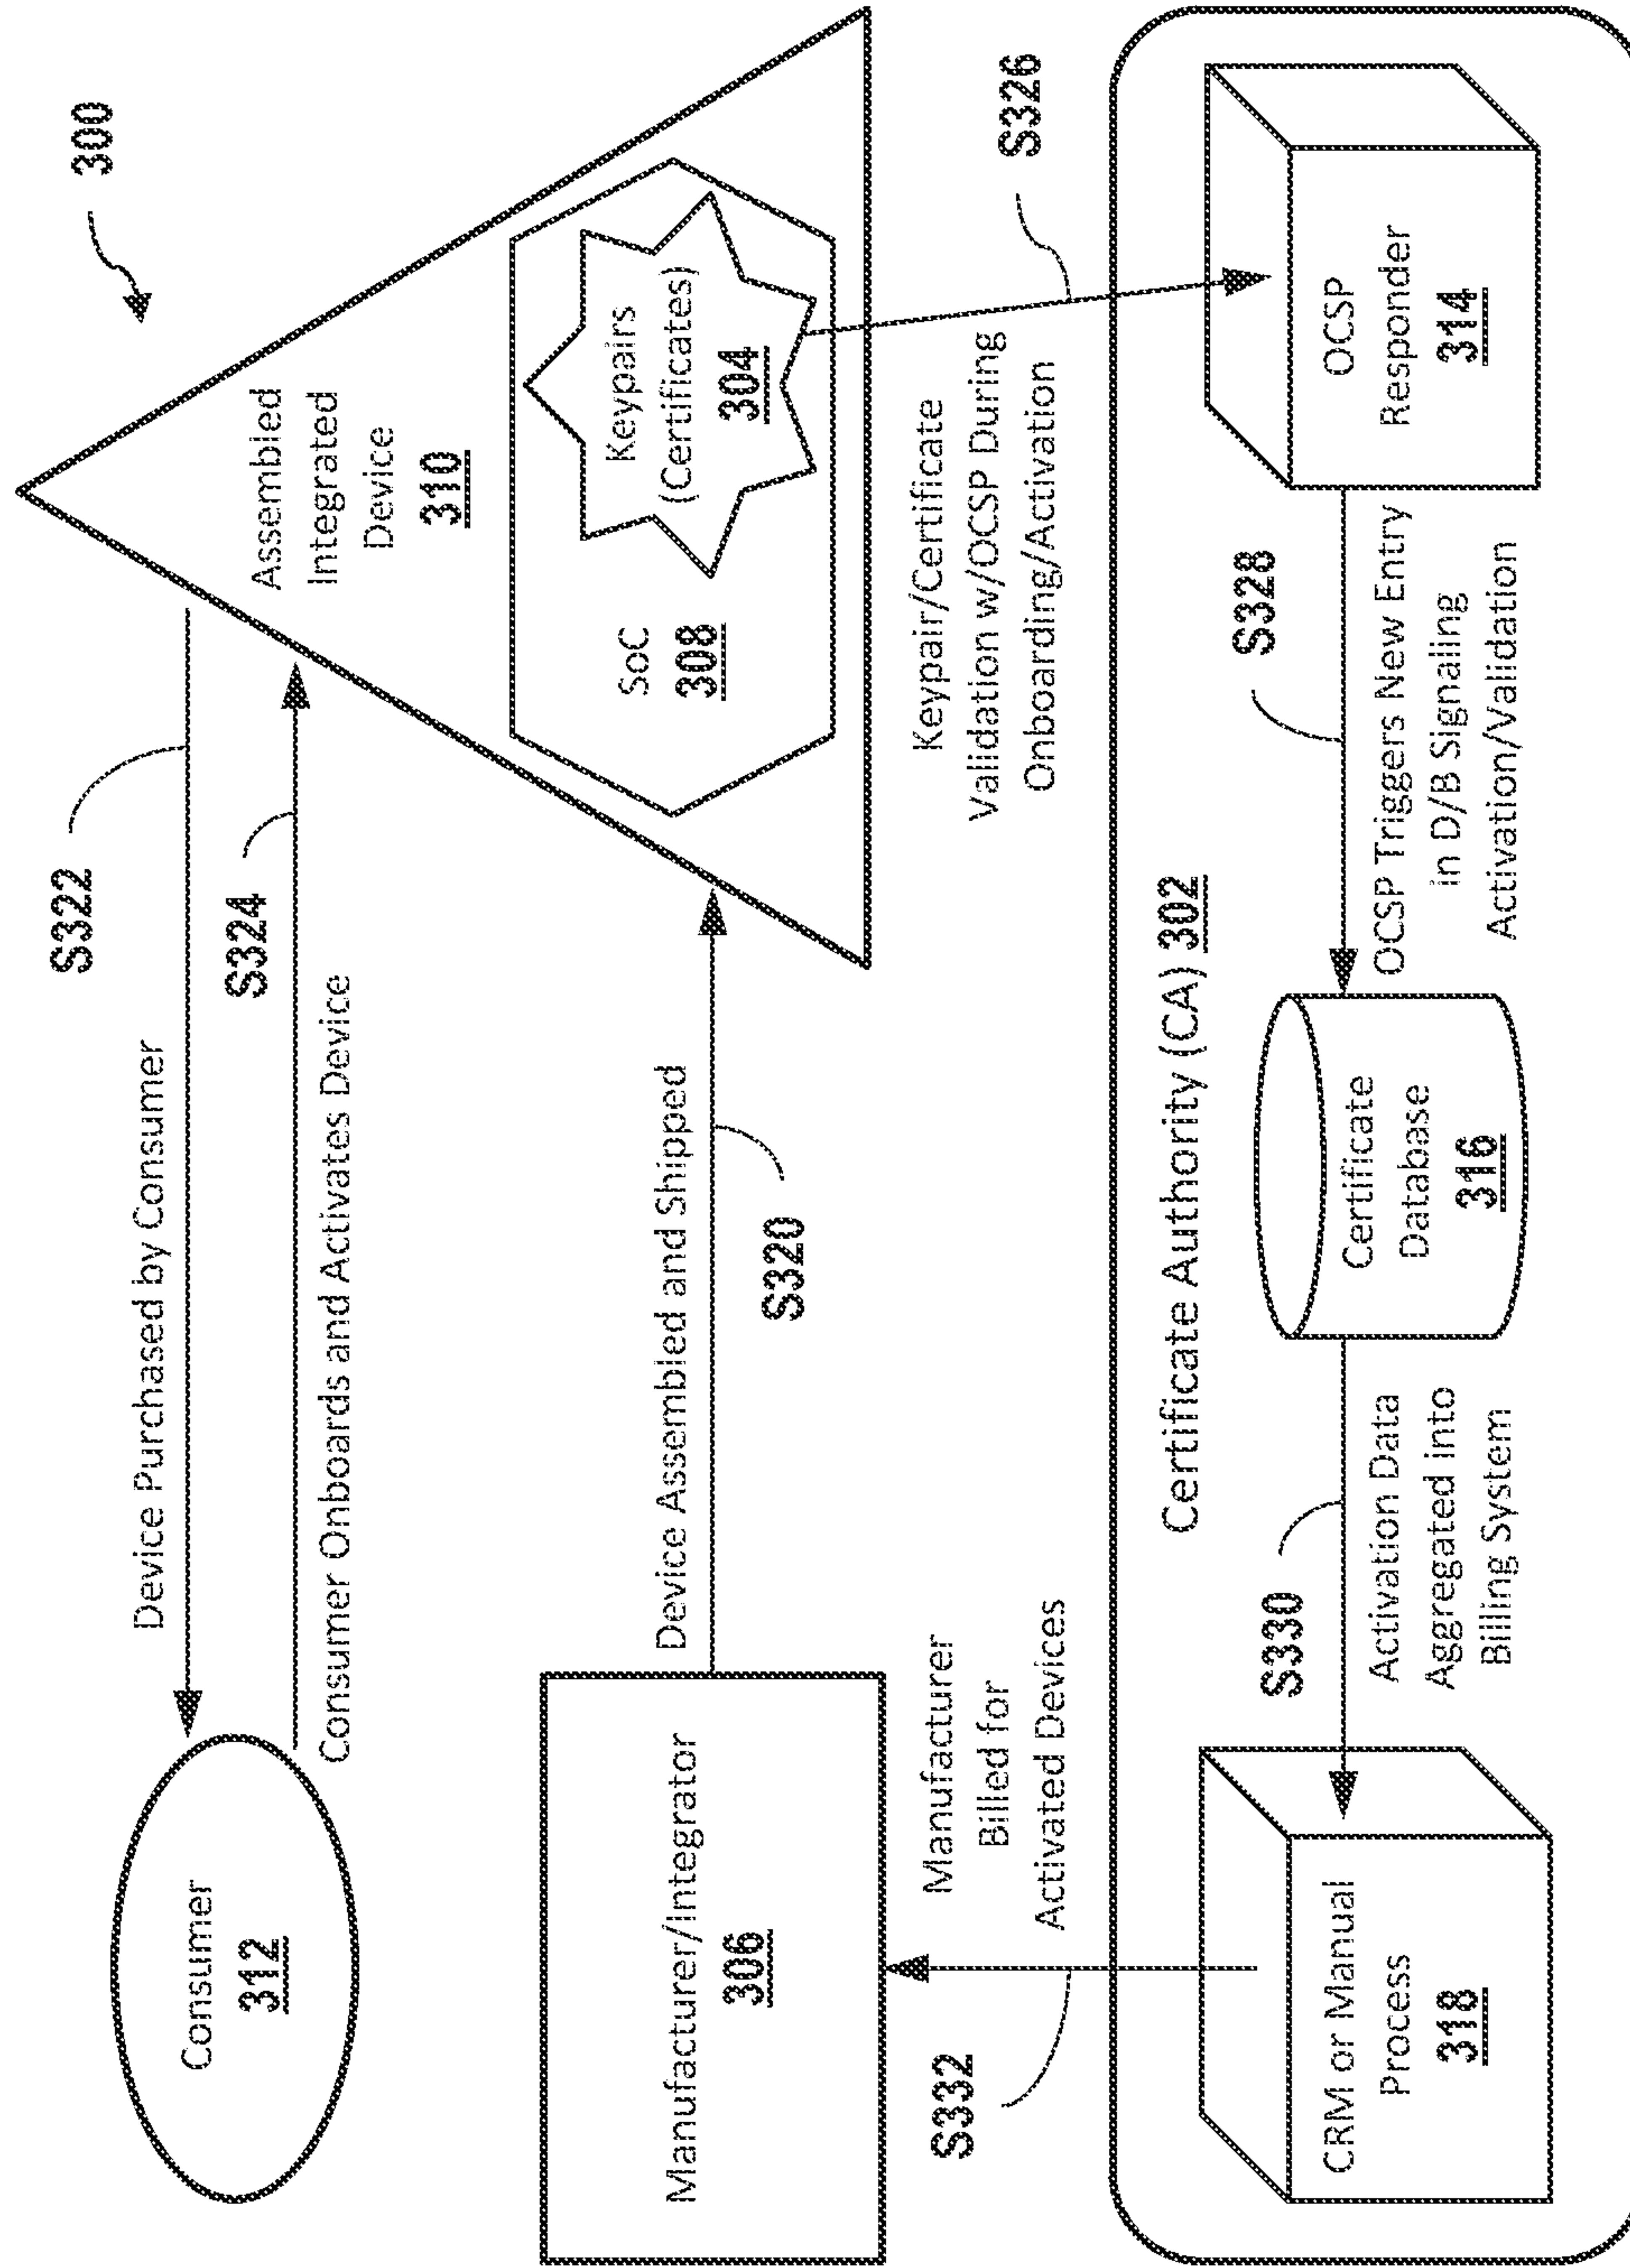 300
Consumer
312
Device Purchased by Consumer
S322
S324
Consumer Onboards and Activates Device
Assembled
Integrated
Device
310
Manufacturer/Integrator
306
Device Assembled and Shipped
S320
SoC
308
Keypairs
(Certificates)
304
S332
Manufacturer
Billed for
Activated Devices
Keypair/Certificate
Validation w/OCSP During
Onboarding/Activation
S326
Certificate Authority (CA) 302
CRM or Manual
Process
318
S330
Activation Data
Aggregated into
Billing System
Certificate
Database
316
S328
OCSP Triggers New Entry
in D/B Signaling
Activation/Validation
OCSP
Responder
314